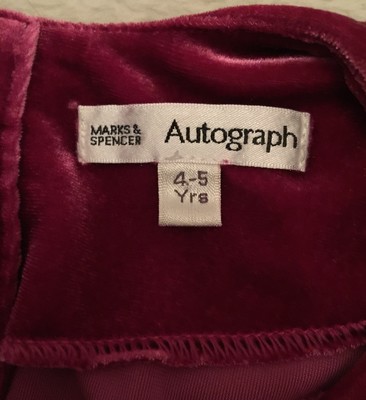 MARKS &
SPENCER
Autograph
4-5
Yrs